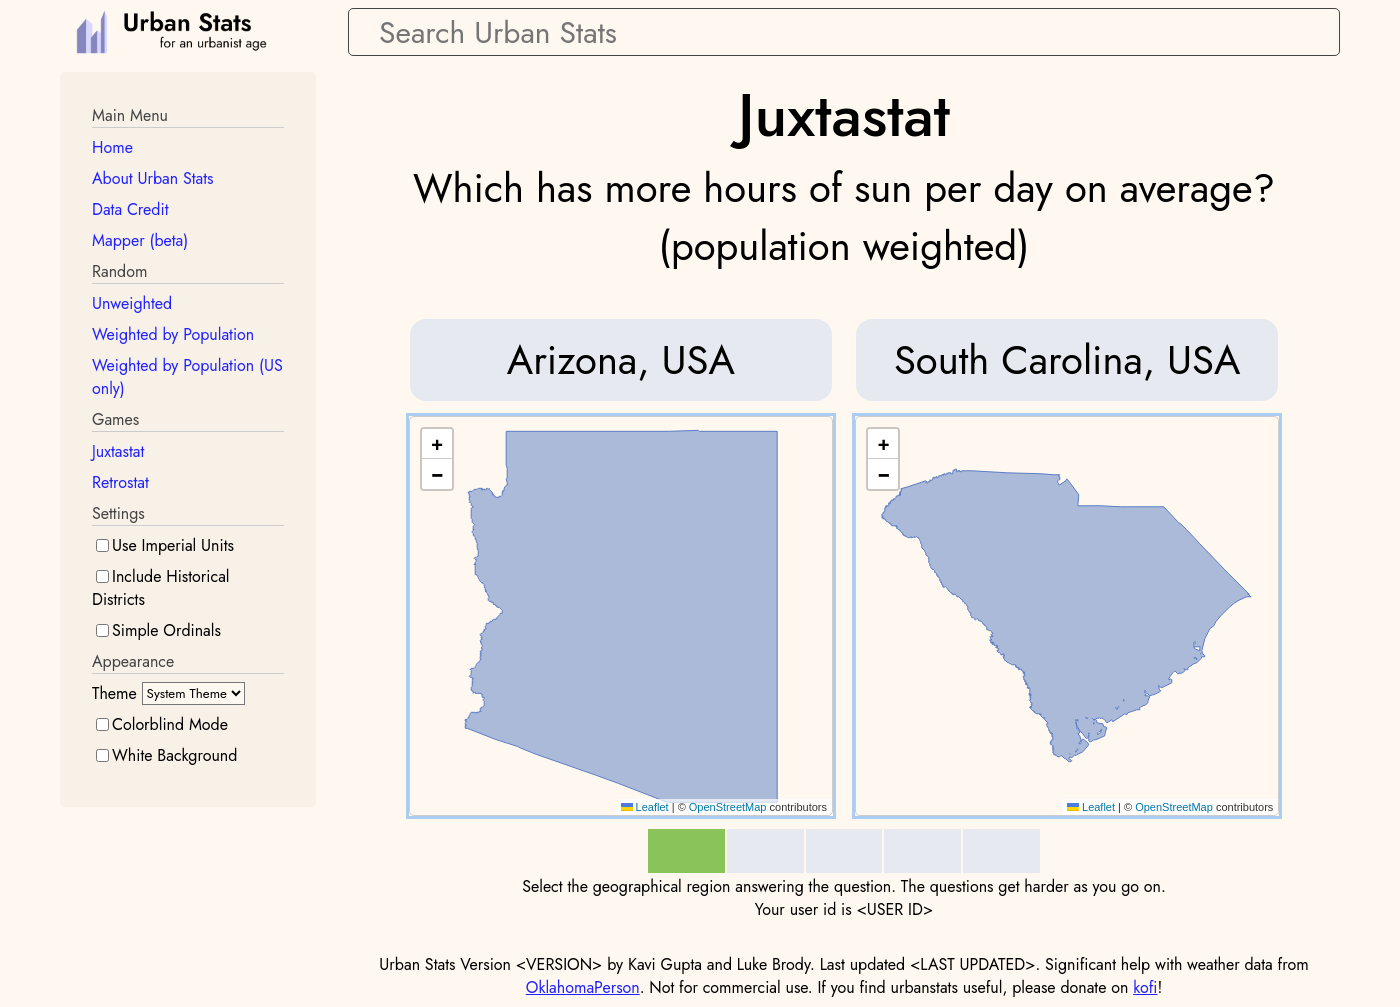 Urban Stats
for an urbanist age
Search Urban Stats
Main Menu
Home
About Urban Stats
Data Credit
Mapper (beta)
Random
Unweighted
Weighted by Population
Weighted by Population (US
only)
Games
Juxtastat
Retrostat
Settings
Use Imperial Units
Include Historical
Districts
Simple Ordinals
Appearance
Theme System Theme
Colorblind Mode
White Background
Juxtastat
Which has more hours of sun per day on average?
(population weighted)
Arizona, USA
South Carolina, USA
+
−
Leaflet | © OpenStreetMap contributors
+
−
Leaflet | © OpenStreetMap contributors
Select the geographical region answering the question. The questions get harder as you go on.
Your user id is <USER ID>
Urban Stats Version <VERSION> by Kavi Gupta and Luke Brody. Last updated <LAST UPDATED>. Significant help with weather data from
OklahomaPerson. Not for commercial use. If you find urbanstats useful, please donate on kofi!